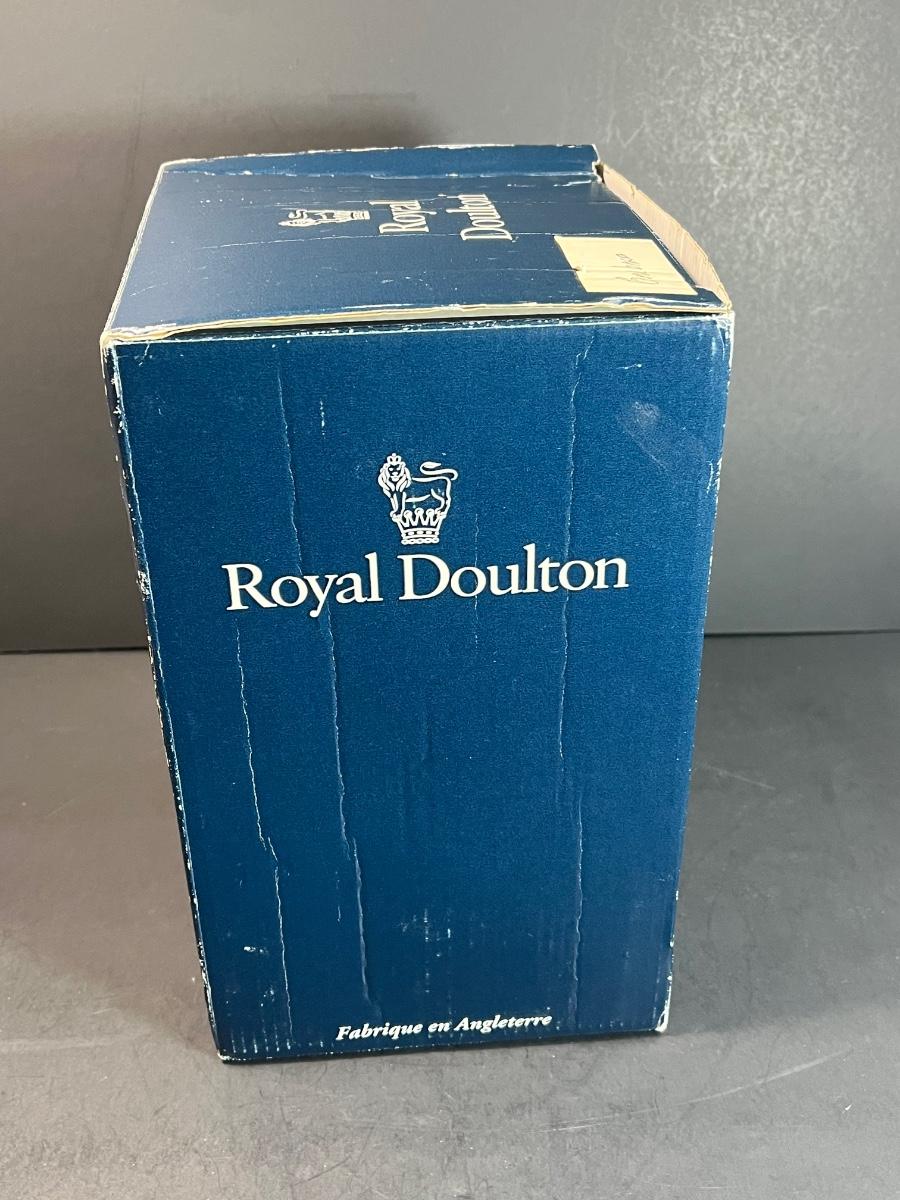 Royal
Doulton
Royal Doulton
Fabrique en Angleterre